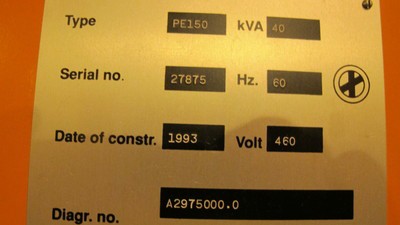 Type PE150 kVA 40
Serial no. 27875 Hz. 60
Date of constr. 1993 Volt 460
Diagr. no. A2975000.0